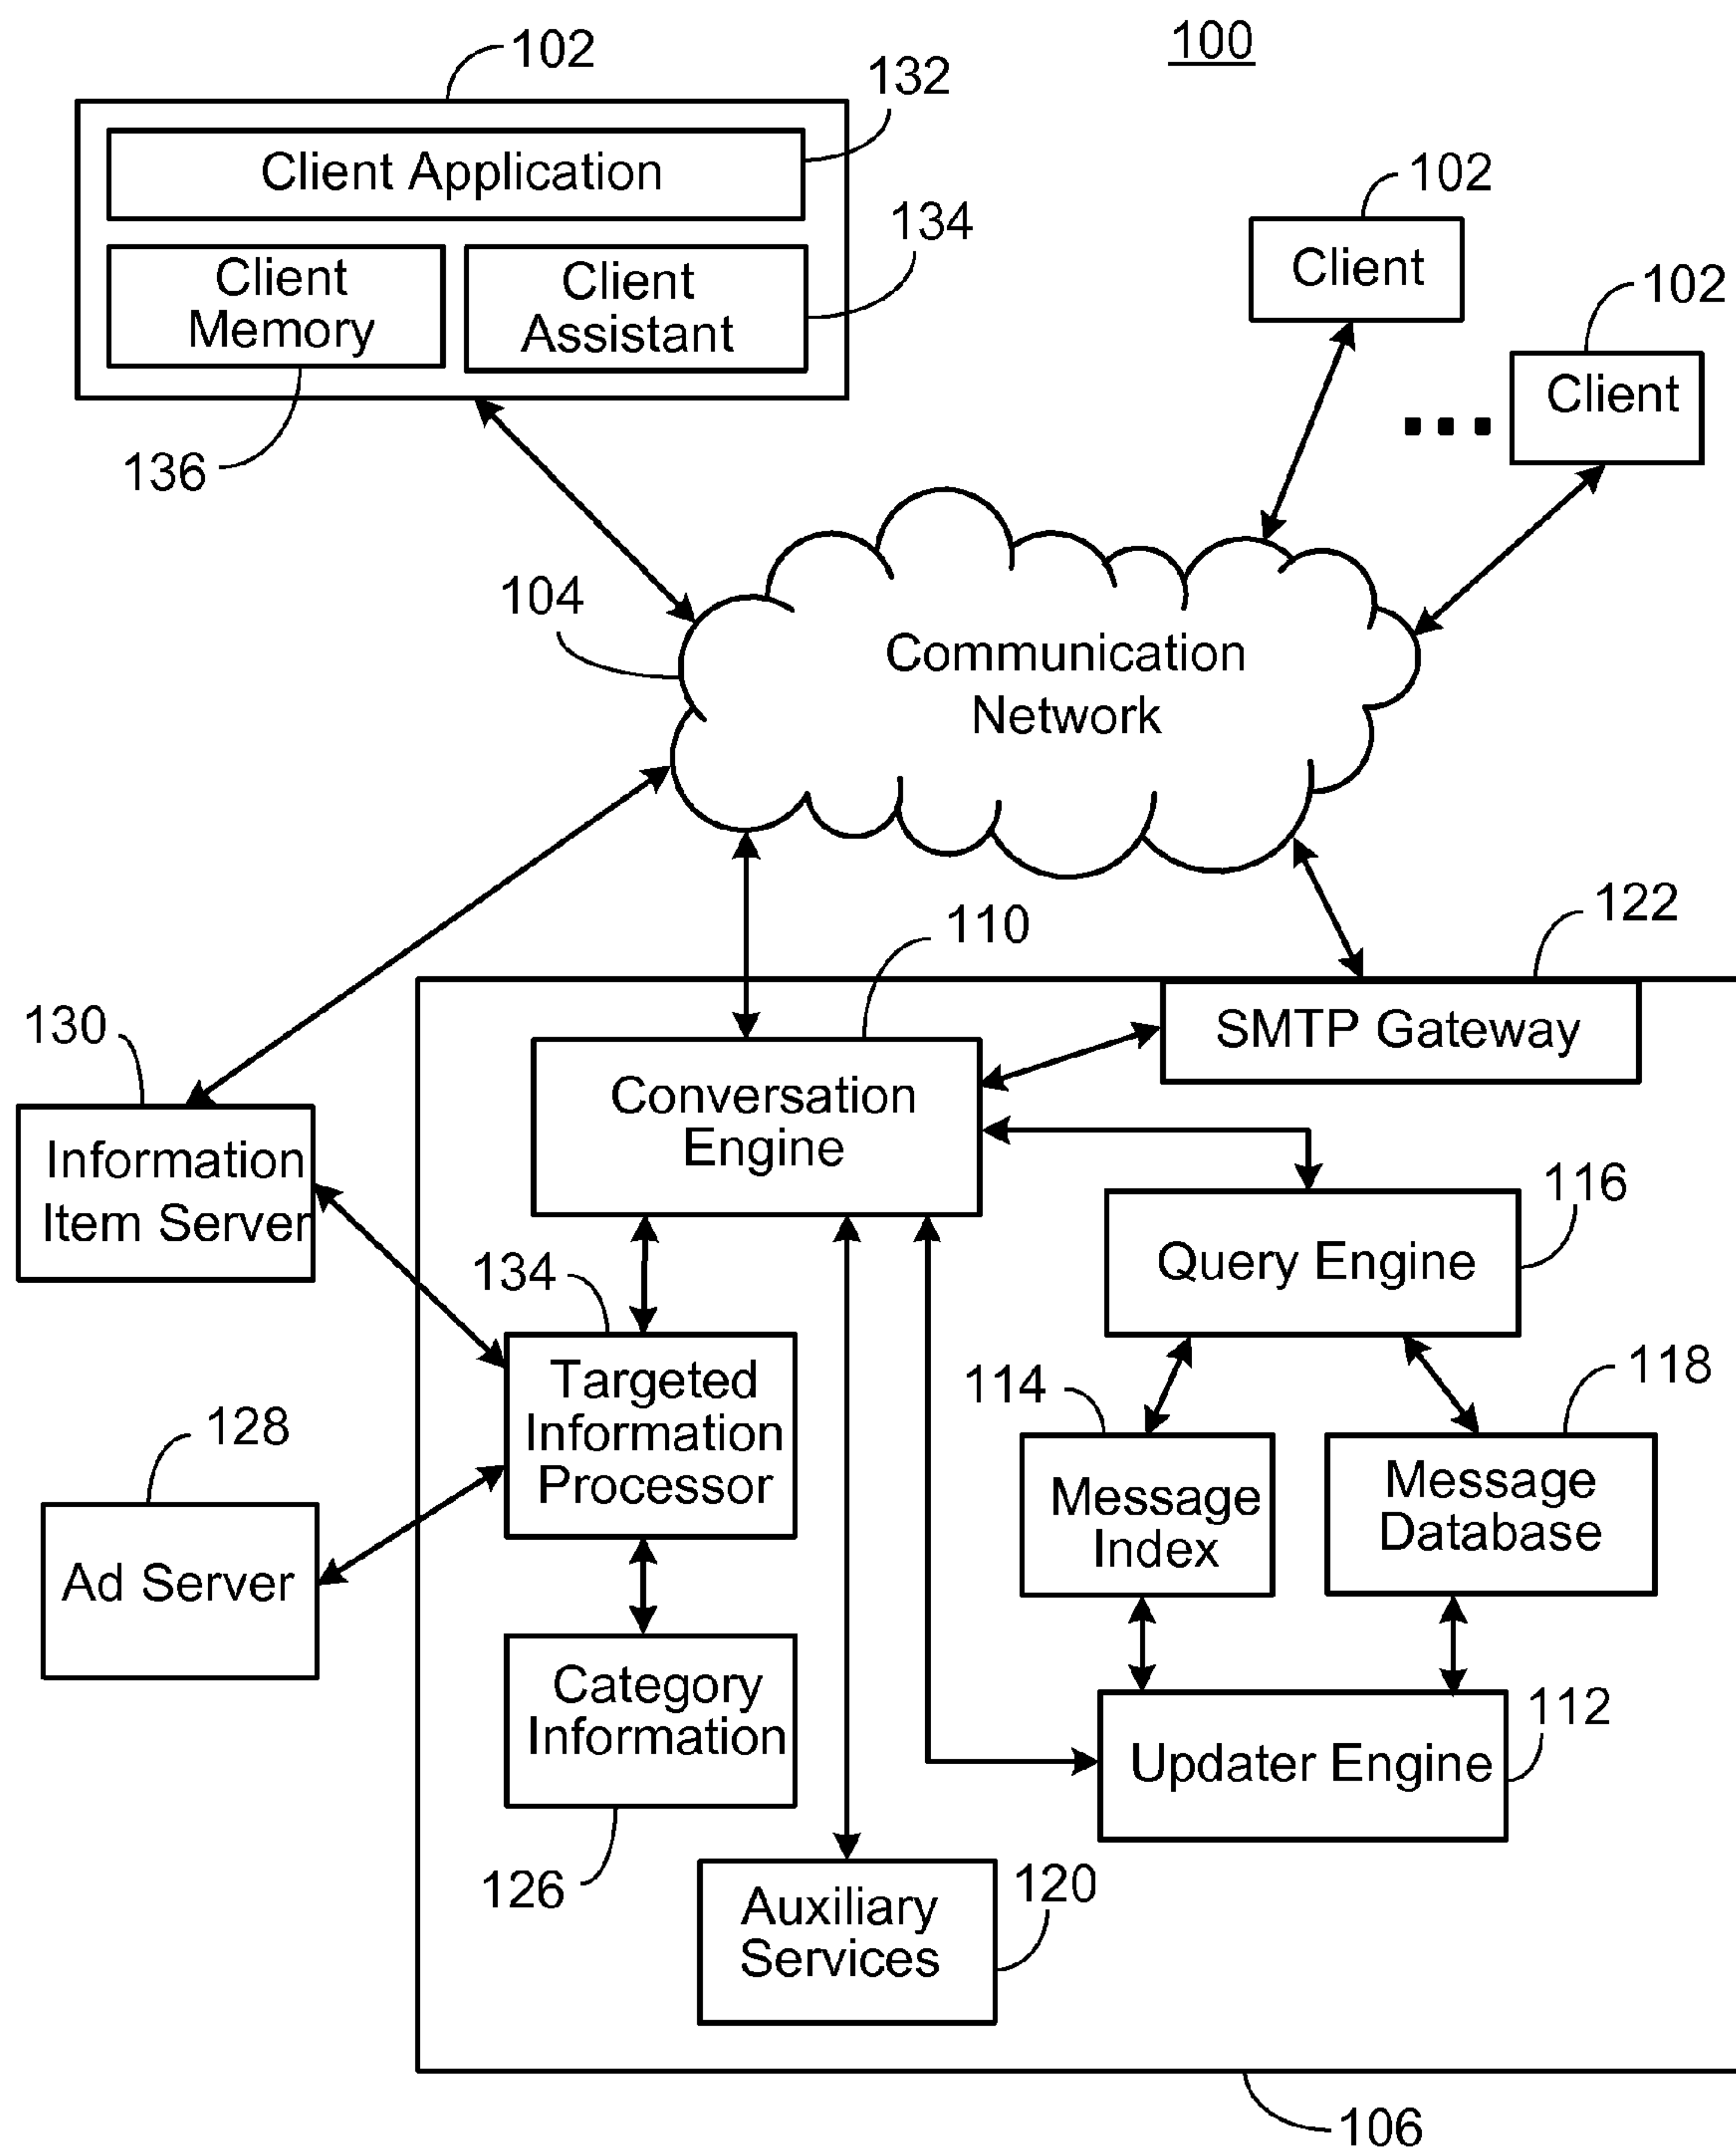 100
102
132
Client Application
134
Client
Memory
Client
Assistant
136
102
Client
102
Client
104
Communication
Network
122
110
SMTP Gateway
130
Conversation
Engine
Information
Item Server
116
Query Engine
134
Targeted
Information
Processor
114
118
128
Message
Index
Message
Database
Ad Server
Category
Information
112
Updater Engine
126
Auxiliary
Services
120
106